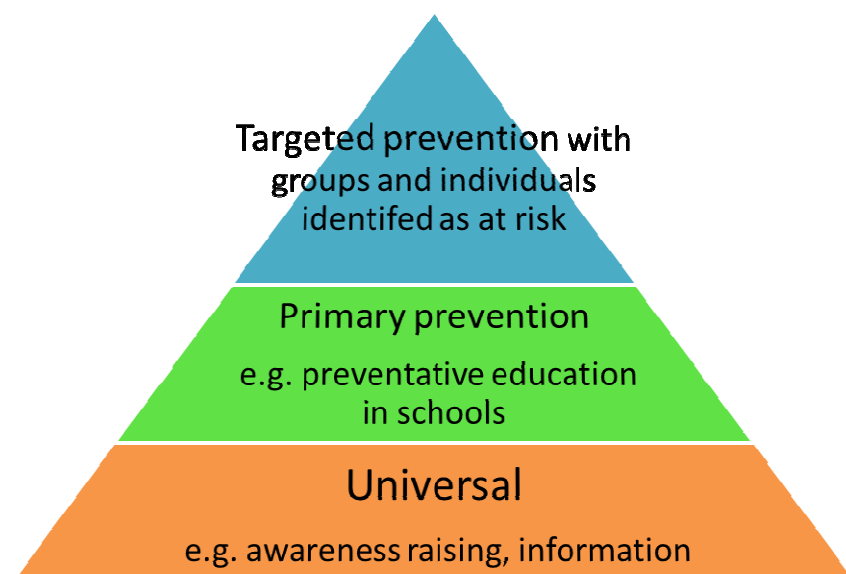 Targeted prevention with
groups and individuals
identifed as at risk
Primary prevention
e.g. preventative education
in schools
Universal
e.g. awareness raising, information